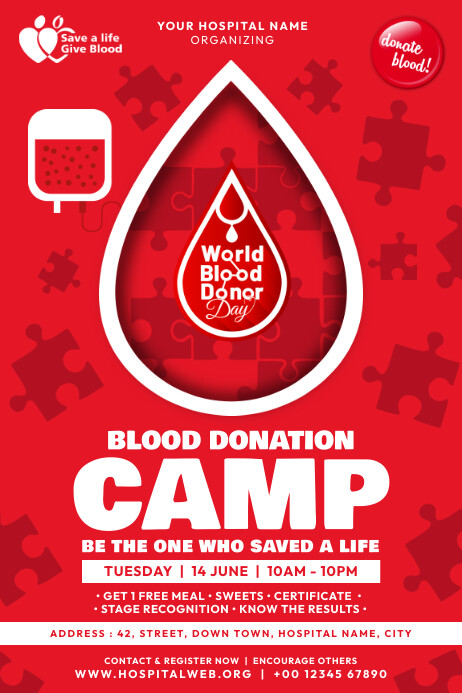 Save a life
Give Blood
YOUR HOSPITAL NAME
ORGANIZING
donate
blood!
World
Blood
Donor
Day
BLOOD DONATION
CAMP
BE THE ONE WHO SAVED A LIFE
TUESDAY | 14 JUNE | 10AM - 10PM
• GET 1 FREE MEAL • SWEETS • CERTIFICATE •
• STAGE RECOGNITION • KNOW THE RESULTS •
ADDRESS : 42, STREET, DOWN TOWN, HOSPITAL NAME, CITY
CONTACT & REGISTER NOW | ENCOURAGE OTHERS
WWW.HOSPITALWEB.ORG | +00 12345 67890